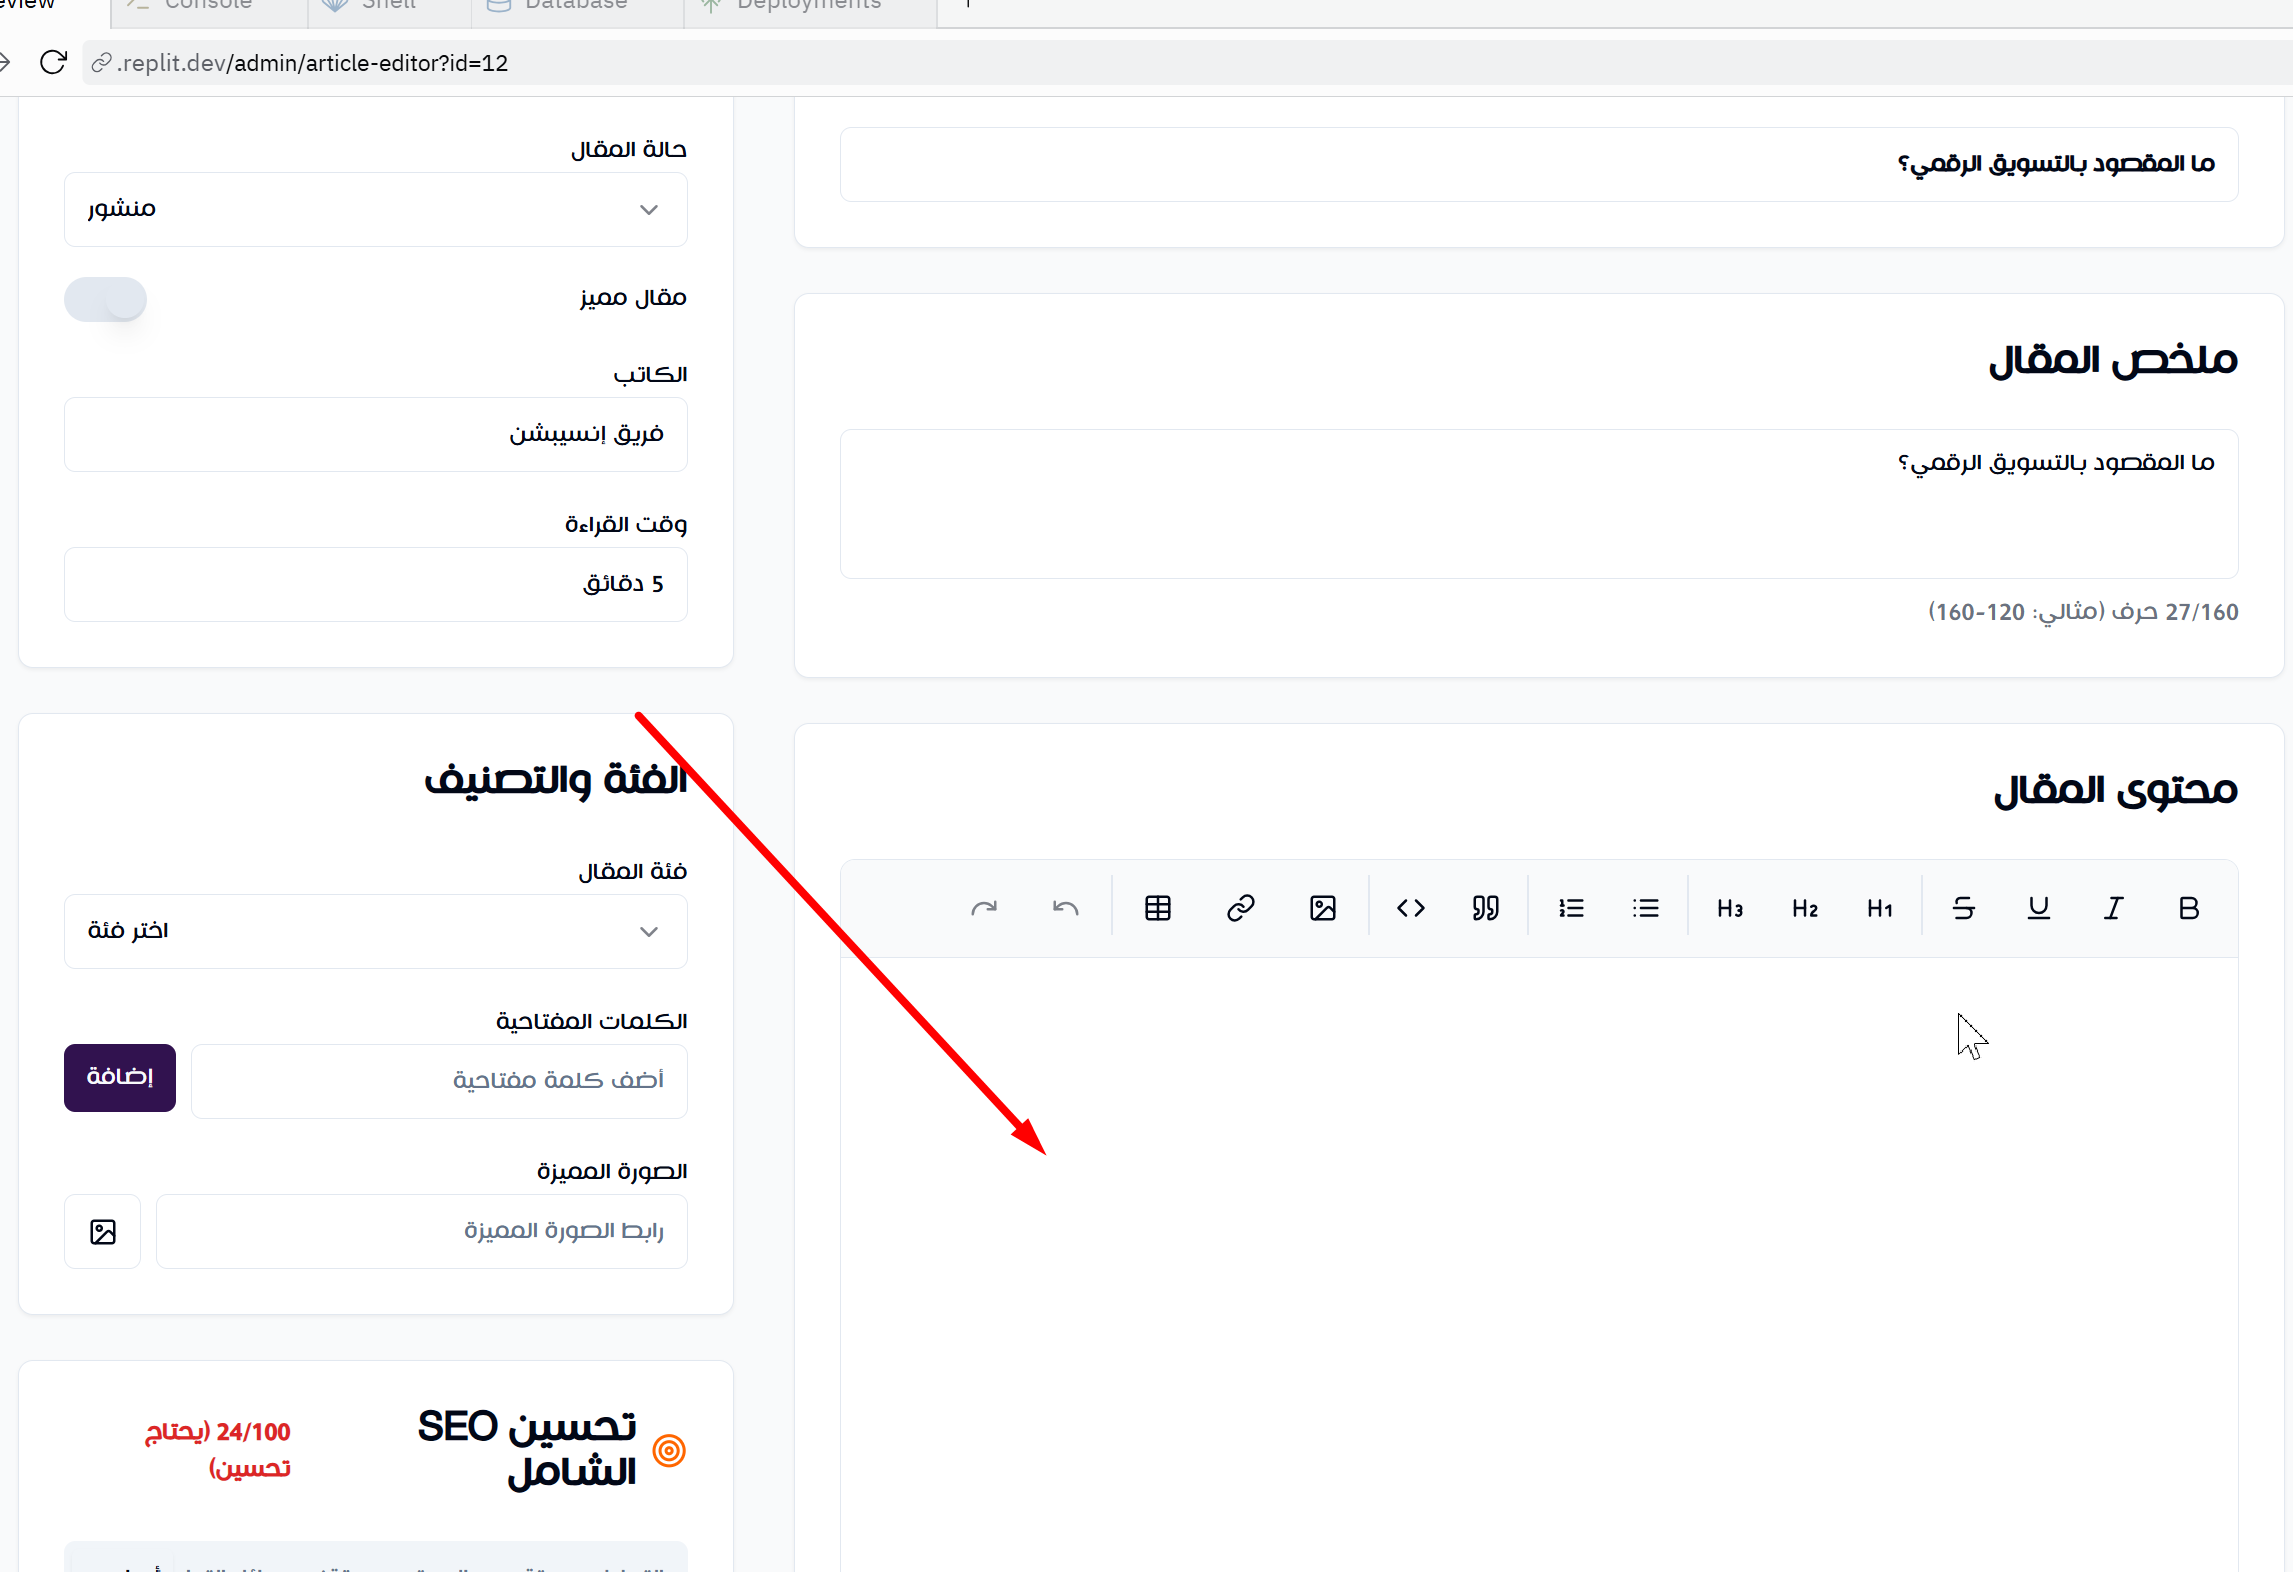 Console
Shell
Database
Deployments
.replit.dev/admin/article-editor?id=12
ما المقصود بالتسويق الرقمي؟
ملخص المقال
ما المقصود بالتسويق الرقمي؟
27/160 حرف (مثالي: 120-160)
محتوى المقال
B I U S H1 H2 H3
حالة المقال
منشور
مقال مميز
الكاتب
فريق إنسيبشن
وقت القراءة
5 دقائق
الفئة والتصنيف
فئة المقال
اختر فئة
الكلمات المفتاحية
أضف كلمة مفتاحية
إضافة
الصورة المميزة
رابط الصورة المميزة
تحسين SEO
الشامل
24/100 (يحتاج
تحسين)